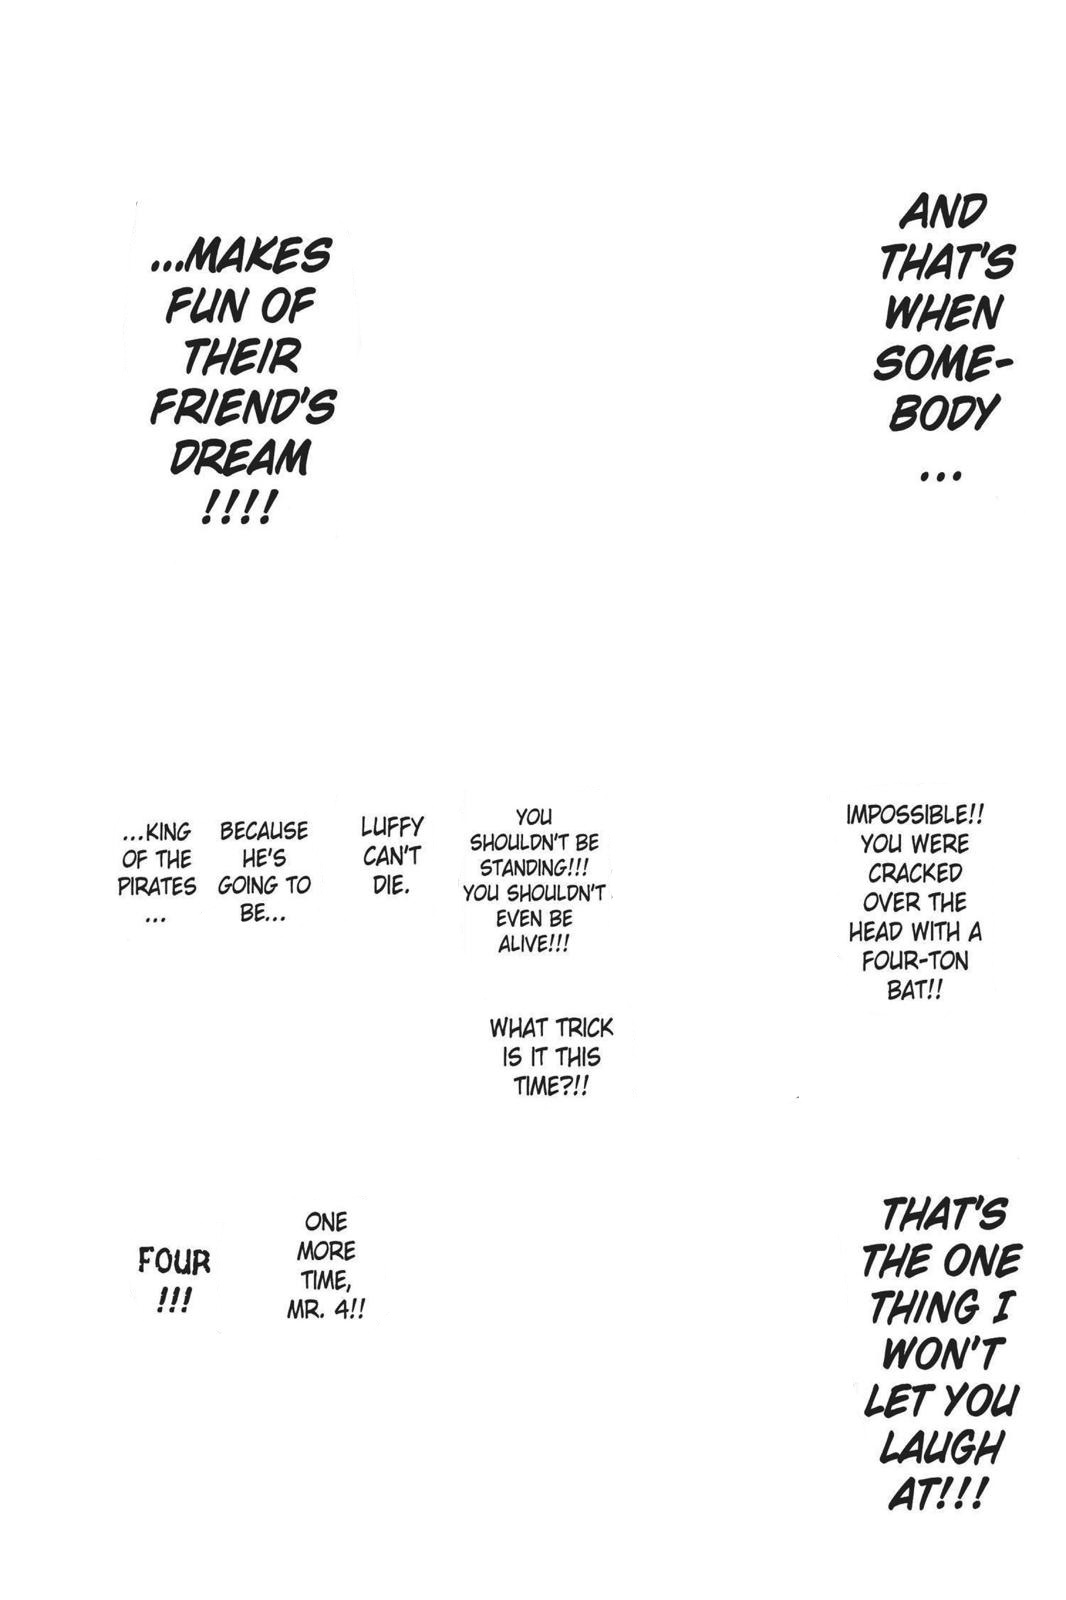 AND
THAT'S
WHEN
SOME-
BODY
...
...MAKES
FUN OF
THEIR
FRIEND'S
DREAM
!!!!
IMPOSSIBLE!!
YOU WERE
CRACKED
OVER THE
HEAD WITH A
FOUR-TON
BAT!!
YOU
SHOULDN'T BE
STANDING!!!
YOU SHOULDN'T
EVEN BE
ALIVE!!!
WHAT TRICK
IS IT THIS
TIME?!!
LUFFY
CAN'T
DIE.
BECAUSE
HE'S
GOING TO
BE...
...KING
OF THE
PIRATES
...
THAT'S
THE ONE
THING I
WON'T
LET YOU
LAUGH
AT!!!
ONE
MORE
TIME,
MR. 4!!
FOUR
!!!